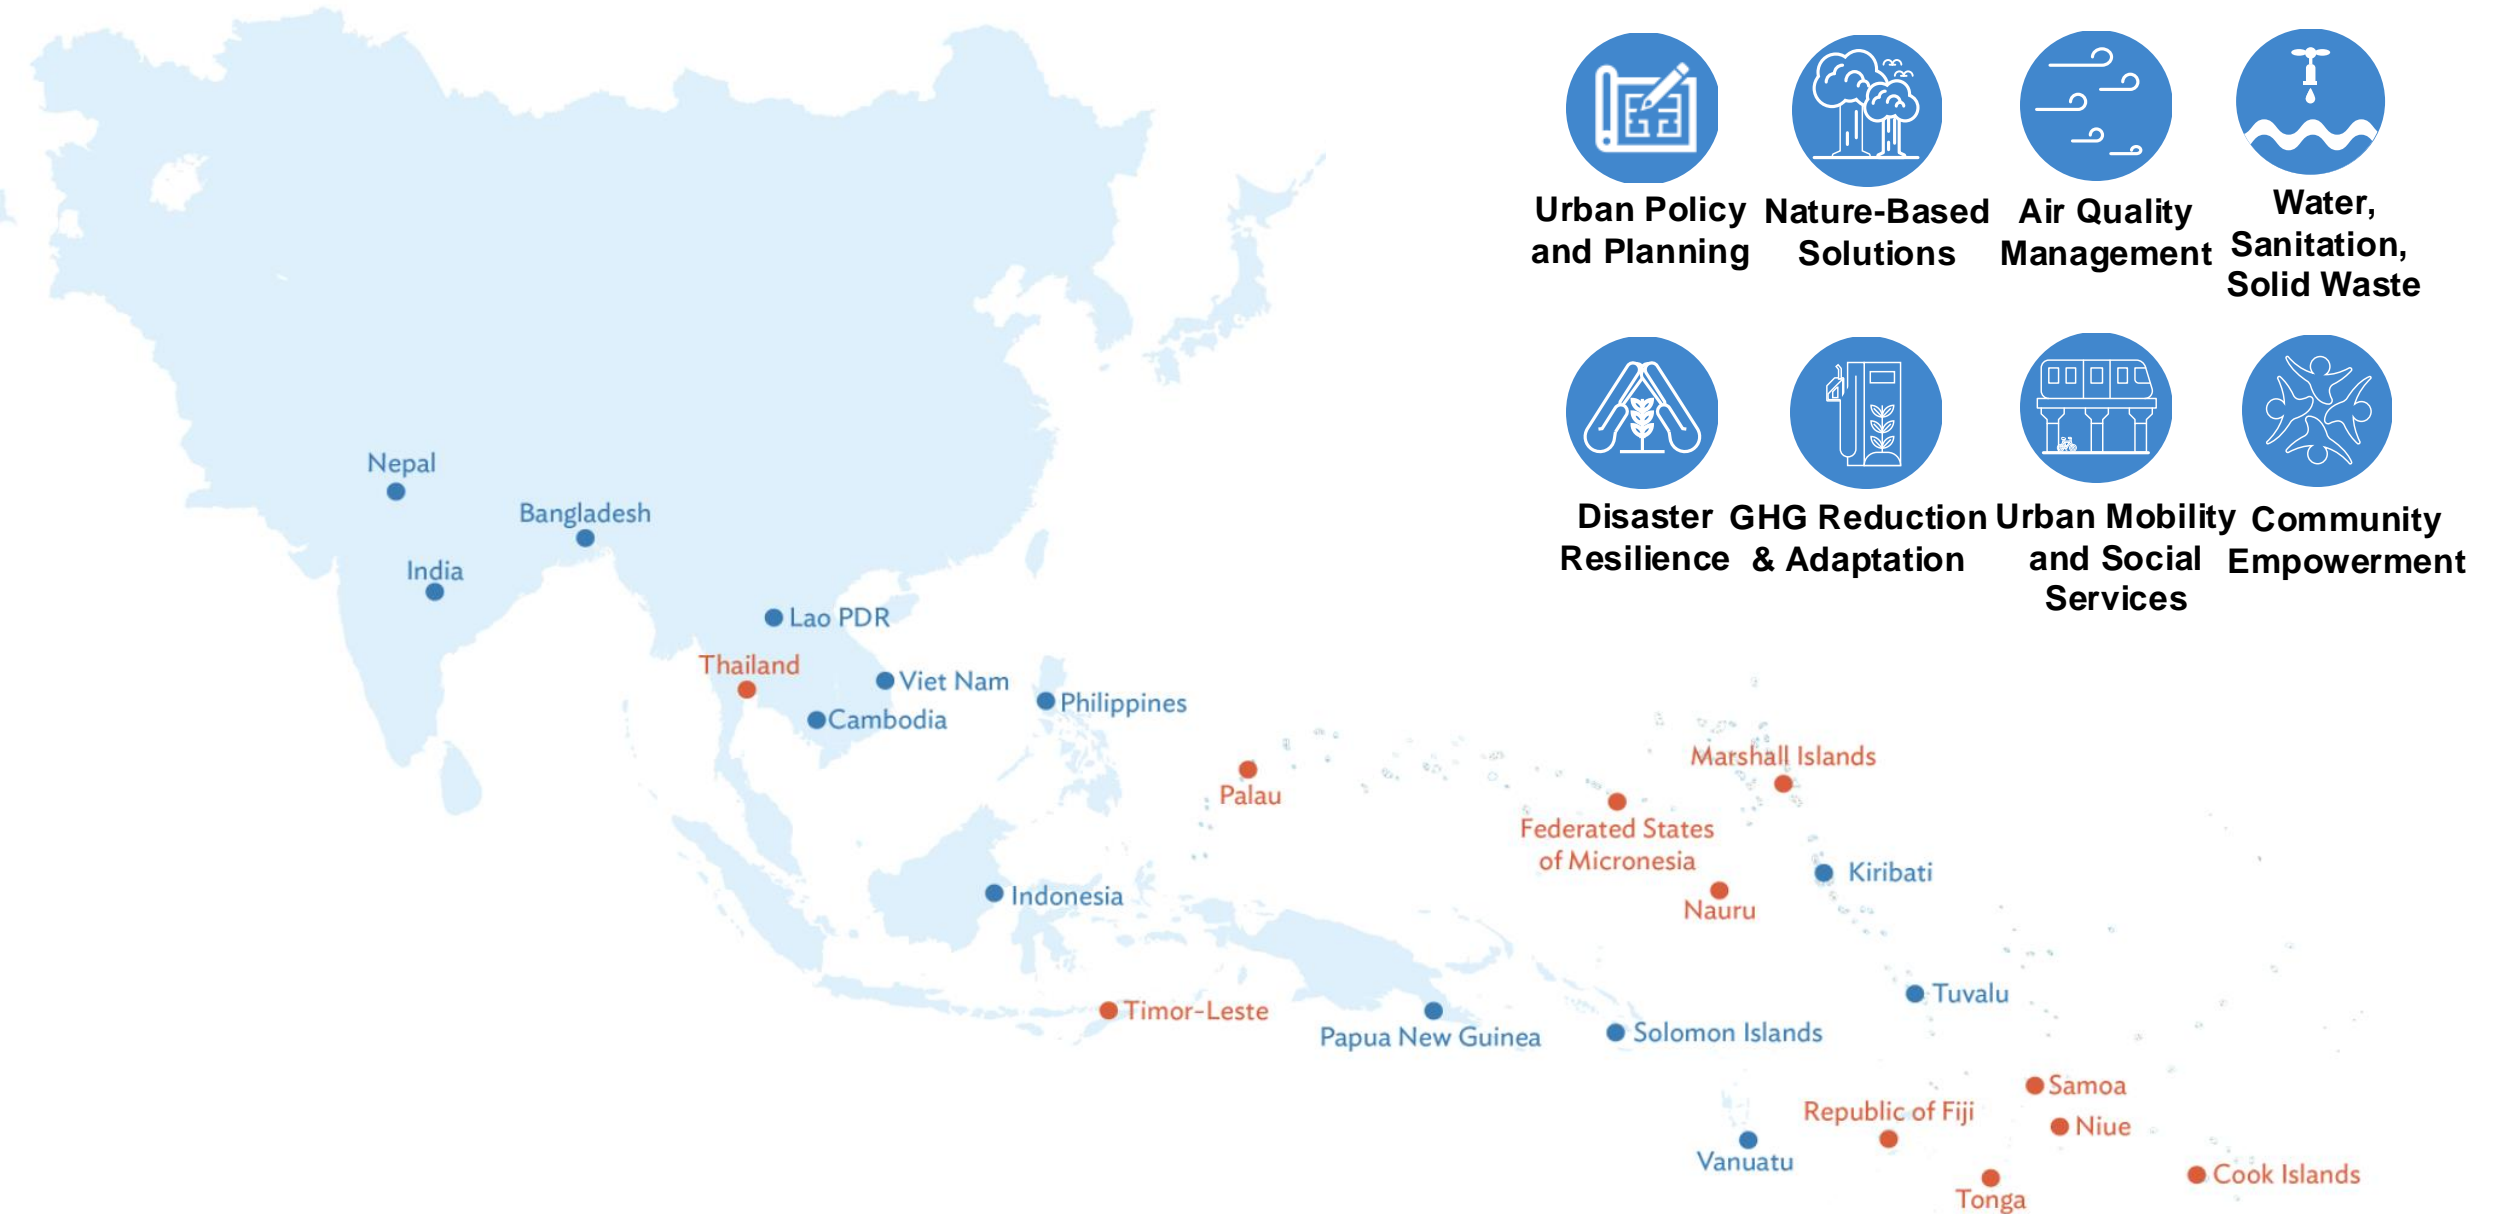 Urban Policy
and Planning
Nature-Based
Solutions
Air Quality
Management
Water,
Sanitation,
Solid Waste
Disaster
Resilience
GHG Reduction
& Adaptation
Urban Mobility
and Social
Services
Community
Empowerment
Nepal
Bangladesh
India
Lao PDR
Thailand
Viet Nam
Cambodia
Philippines
Palau
Marshall Islands
Federated States
of Micronesia
Kiribati
Nauru
Indonesia
Timor-Leste
Papua New Guinea
Solomon Islands
Tuvalu
Samoa
Republic of Fiji
Niue
Vanuatu
Cook Islands
Tonga